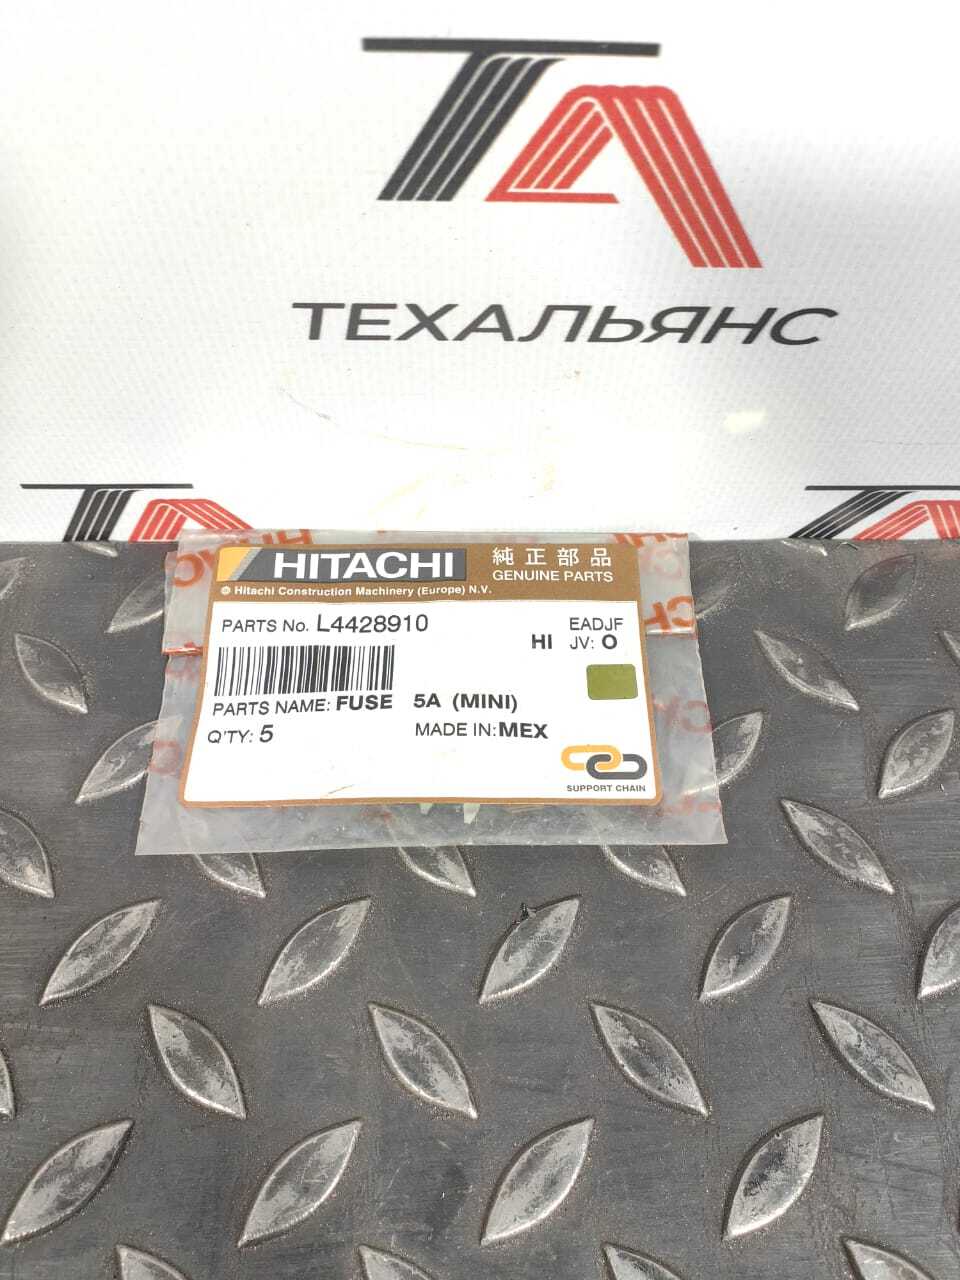 TA
ТЕХАЛЬЯНС
HITACHI
純正部品
GENUINE PARTS
© Hitachi Construction Machinery (Europe) N.V.
PARTS No. L4428910
EADJF
HI JV: O
PARTS NAME: FUSE 5A (MINI)
Q'TY: 5
MADE IN: MEX
SUPPORT CHAIN